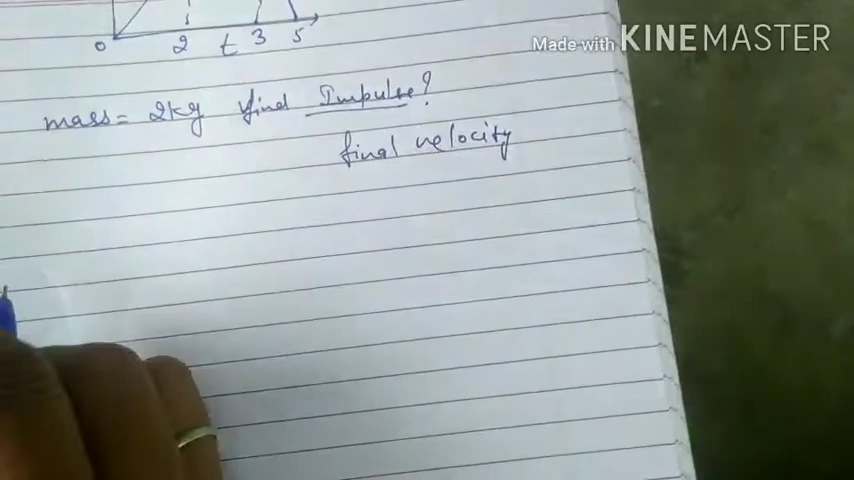 Made with KINEMASTER
0 2 t 3 5
mass = 2kg find Impulse?
final velocity